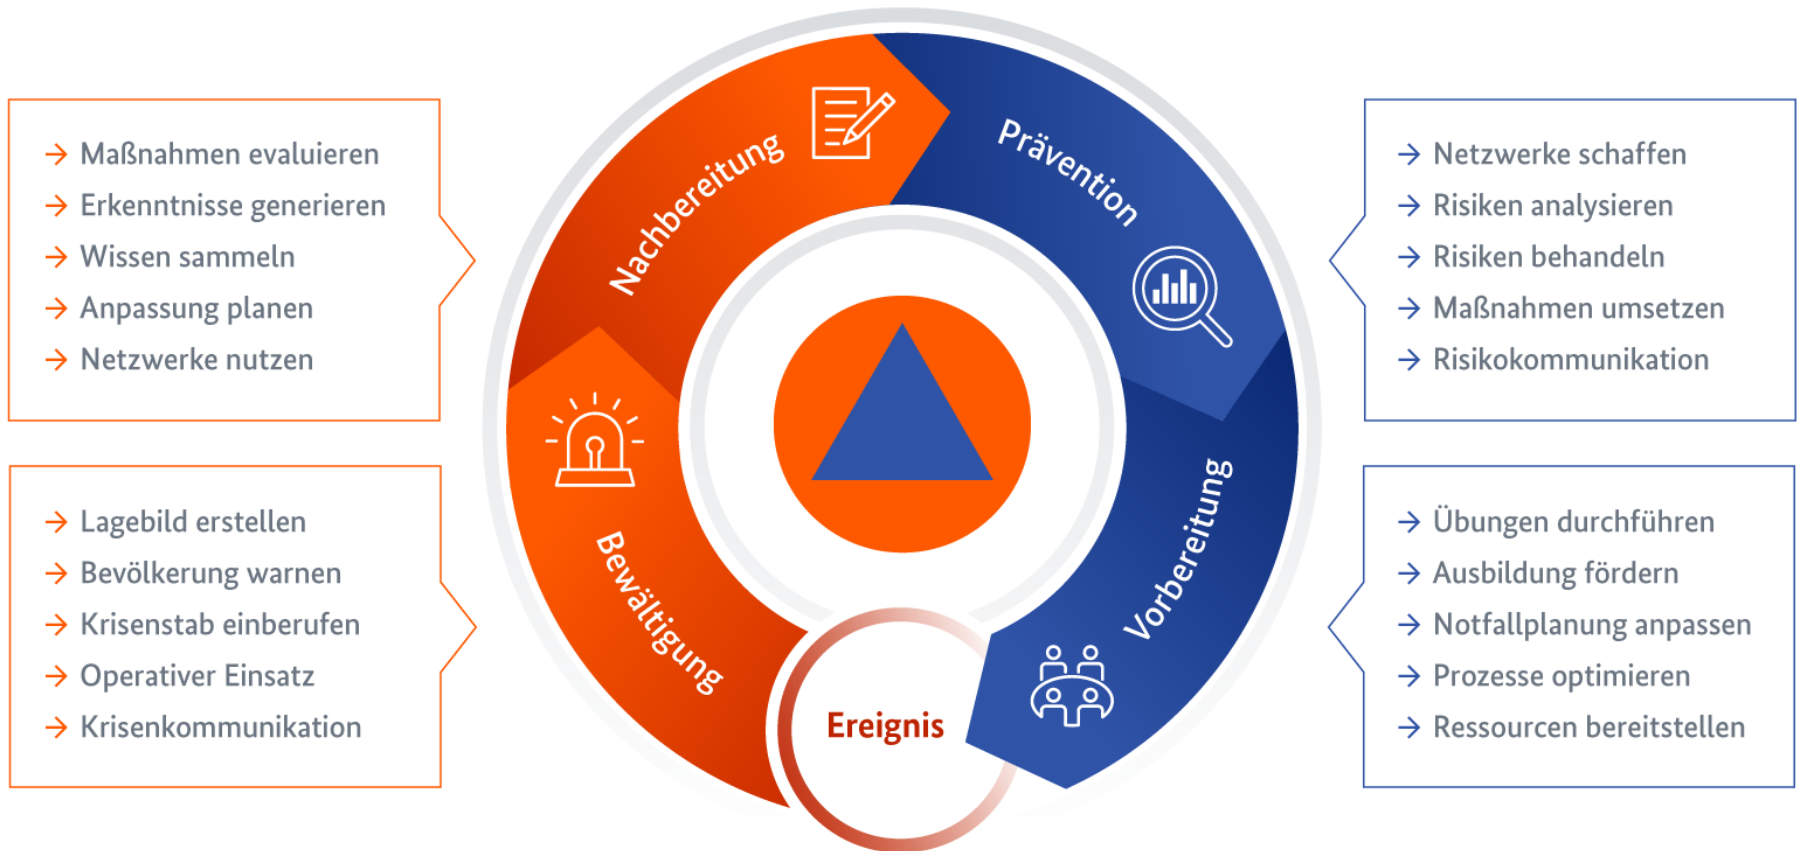 → Maßnahmen evaluieren
→ Erkenntnisse generieren
→ Wissen sammeln
→ Anpassung planen
→ Netzwerke nutzen
→ Lagebild erstellen
→ Bevölkerung warnen
→ Krisenstab einberufen
→ Operativer Einsatz
→ Krisenkommunikation
Nachbereitung
Prävention
Bewältigung
Vorbereitung
Ereignis
→ Netzwerke schaffen
→ Risiken analysieren
→ Risiken behandeln
→ Maßnahmen umsetzen
→ Risikokommunikation
→ Übungen durchführen
→ Ausbildung fördern
→ Notfallplanung anpassen
→ Prozesse optimieren
→ Ressourcen bereitstellen